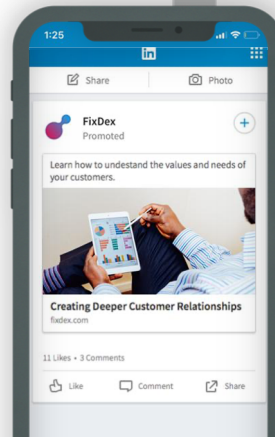 1:25
in
Share
Photo
FixDex
Promoted
Learn how to undestand the values and needs of
your customers.
Creating Deeper Customer Relationships
fixdex.com
11 Likes • 3 Comments
Like
Comment
Share